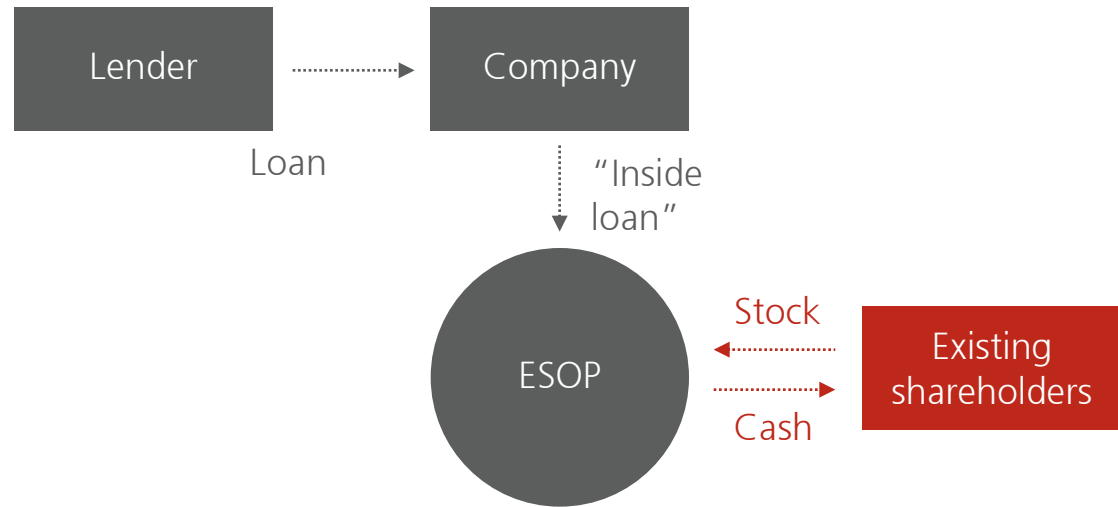 Lender
Company
Loan
“Inside
loan”
Stock
ESOP
Existing
shareholders
Cash